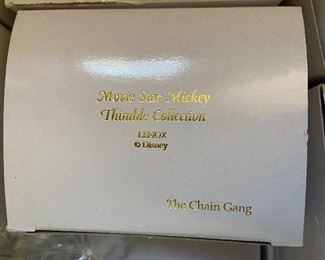 Movie Star Mickey
Thimble Collection
LENOX
© Disney
The Chain Gang